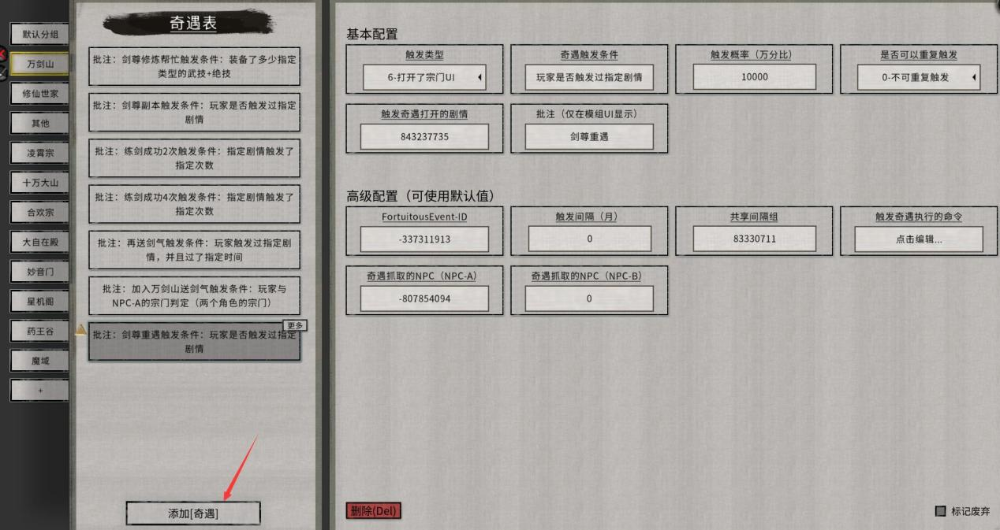 默认分组
万剑山
修仙世家
其他
凌霄宗
十万大山
合欢宗
大自在殿
妙音门
星机阁
药王谷
魔域
+
奇遇表
批注：剑尊修炼帮忙触发条件：装备了多少指定
类型的武技+绝技
批注：剑尊副本触发条件：玩家是否触发过指定
剧情
批注：练剑成功2次触发条件：指定剧情触发了
指定次数
批注：练剑成功4次触发条件：指定剧情触发了
指定次数
批注：再送剑气触发条件：玩家触发过指定剧
情，并且过了指定时间
批注：加入万剑山送剑气触发条件：玩家与
NPC-A的宗门判定（两个角色的宗门）
更多
批注：剑尊重遇触发条件：玩家是否触发过指定
剧情
添加[奇遇]
基本配置
触发类型
6-打开了宗门UI
奇遇触发条件
玩家是否触发过指定剧情
触发概率（万分比）
10000
是否可以重复触发
0-不可重复触发
触发奇遇打开的剧情
843237735
批注（仅在模组UI显示）
剑尊重遇
高级配置（可使用默认值）
FortuitousEvent-ID
-337311913
触发间隔（月）
0
共享间隔组
83330711
触发奇遇执行的命令
点击编辑...
奇遇抓取的NPC（NPC-A）
-807854094
奇遇抓取的NPC（NPC-B）
0
删除(Del)
标记废弃